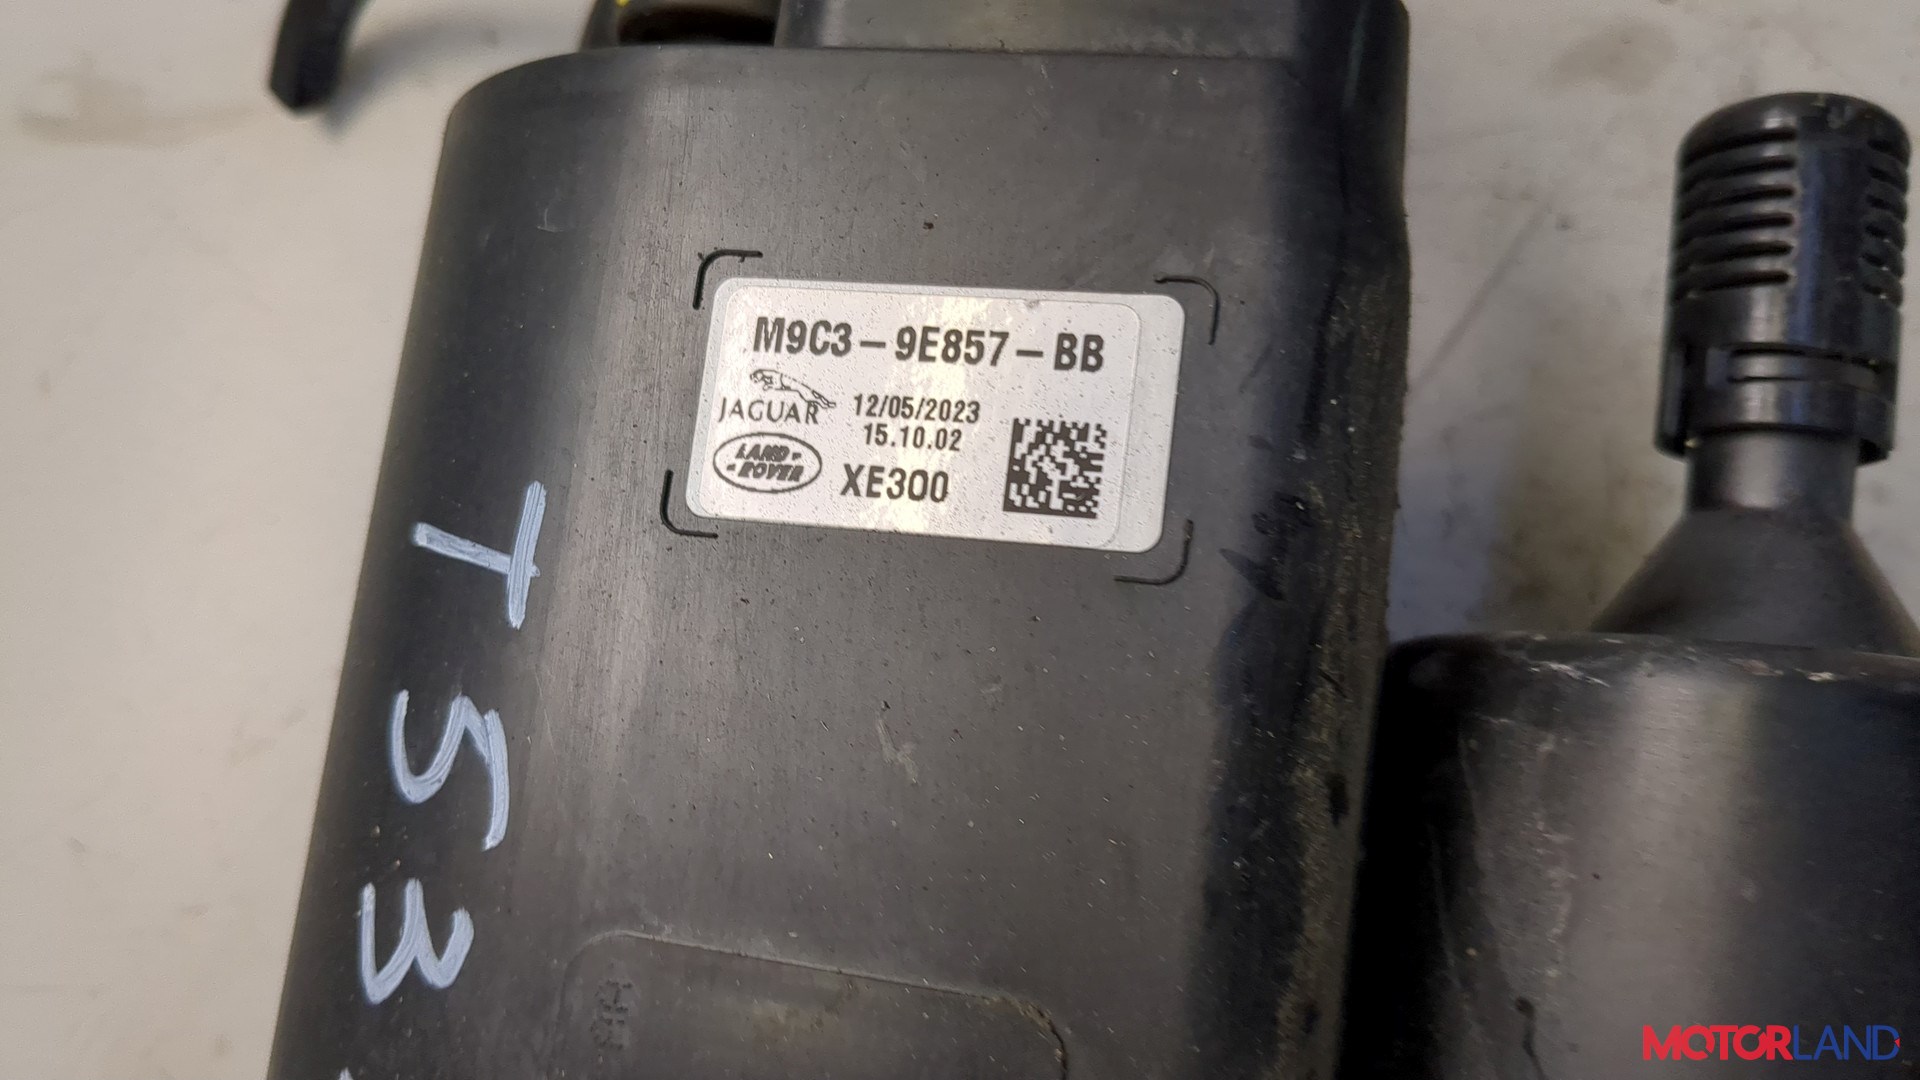 M9C3-9E857-BB
JAGUAR
12/05/2023
15.10.02
LAND
ROVER
XE300
T53
MOTORLAND